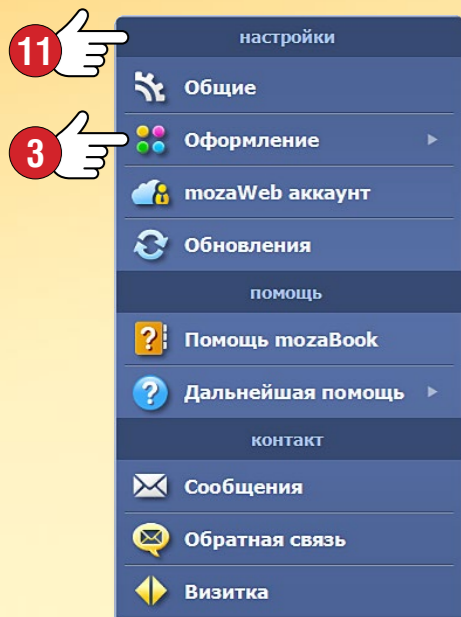 11
настройки
Общие
3
Оформление
mozaWeb аккаунт
Обновления
помощь
Помощь mozaBook
Дальнейшая помощь
контакт
Сообщения
Обратная связь
Визитка